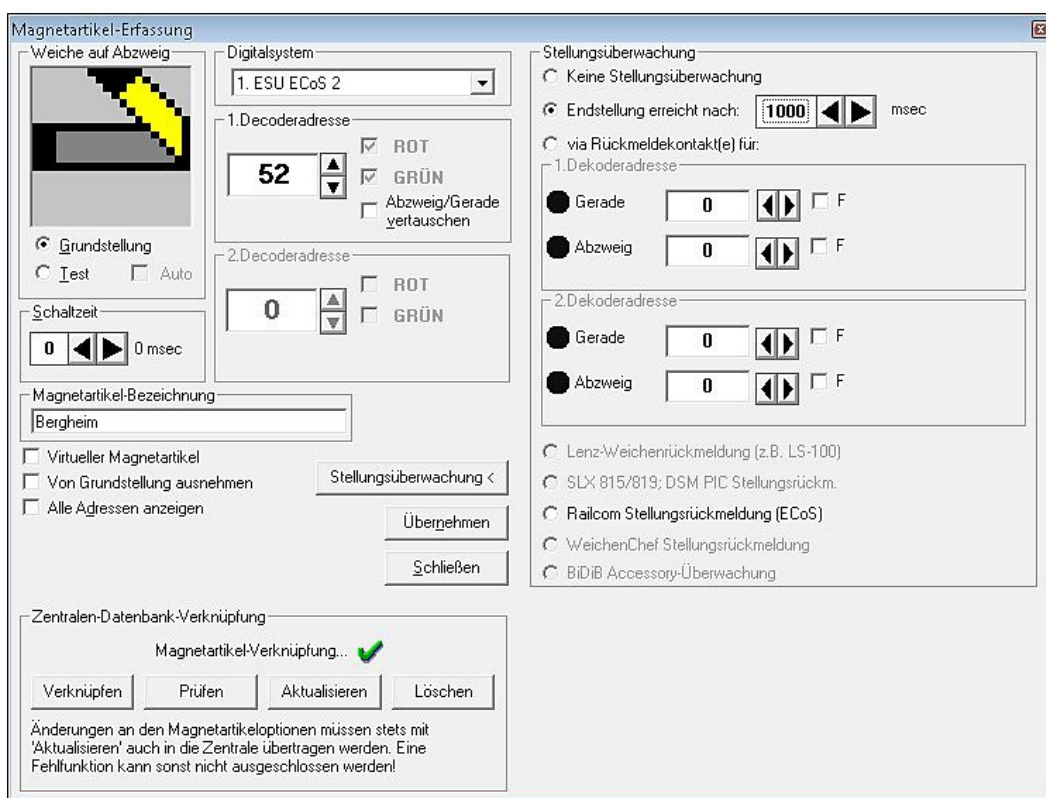 Magnetartikel-Erfassung
Weiche auf Abzweig
Grundstellung
Test
Auto
Schaltzeit
0
0 msec
Digitalsystem
1. ESU ECoS 2
1.Decoderadresse
52
ROT
GRÜN
Abzweig/Gerade
vertauschen
2.Decoderadresse
0
ROT
GRÜN
Magnetartikel-Bezeichnung
Bergheim
Virtueller Magnetartikel
Von Grundstellung ausnehmen
Alle Adressen anzeigen
Stellungsüberwachung <
Übernehmen
Schließen
Zentralen-Datenbank-Verknüpfung
Magnetartikel-Verknüpfung...
Verknüpfen
Prüfen
Aktualisieren
Löschen
Änderungen an den Magnetartikeloptionen müssen stets mit
'Aktualisieren' auch in die Zentrale übertragen werden. Eine
Fehlfunktion kann sonst nicht ausgeschlossen werden!
Stellungsüberwachung
Keine Stellungsüberwachung
Endstellung erreicht nach: 1000 msec
via Rückmeldekontakt(e) für:
1.Dekoderadresse
Gerade 0 F
Abzweig 0 F
2.Dekoderadresse
Gerade 0 F
Abzweig 0 F
Lenz-Weichenrückmeldung (z.B. LS-100)
SLX 815/819; DSM PIC Stellungsrückm.
Railcom Stellungsrückmeldung (ECoS)
WeichenChef Stellungsrückmeldung
BiDiB Accessory-Überwachung